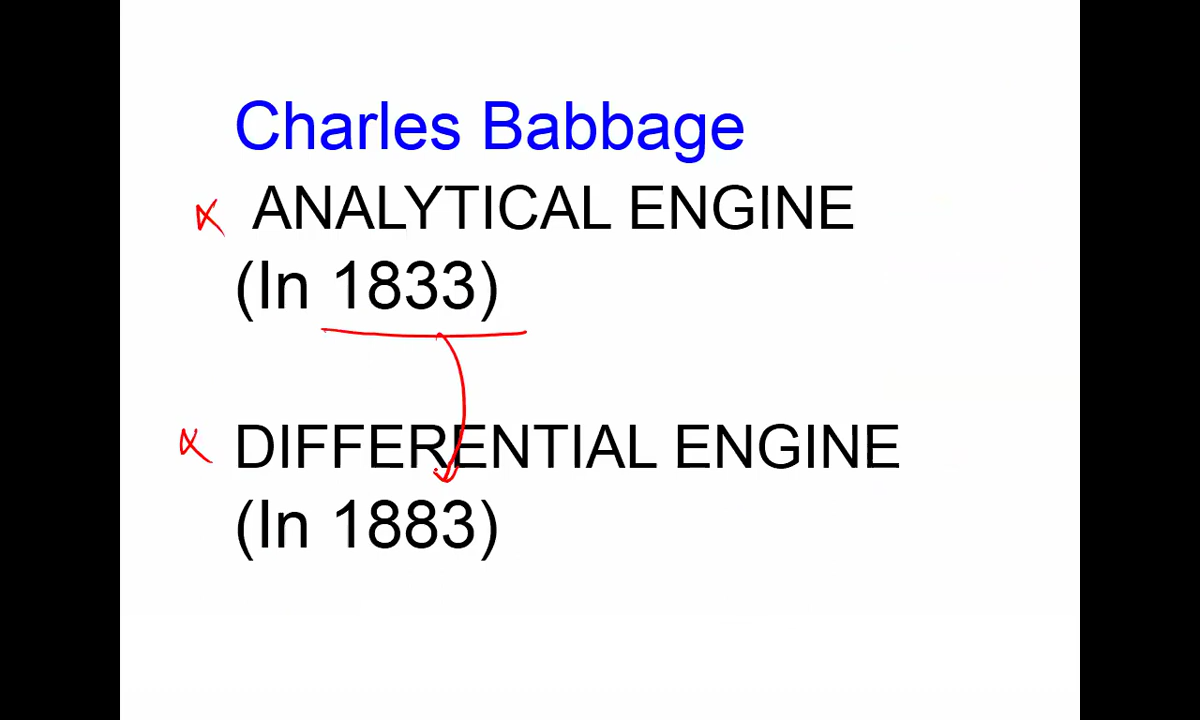 Charles Babbage
ANALYTICAL ENGINE
(In 1833)
DIFFERENTIAL ENGINE
(In 1883)